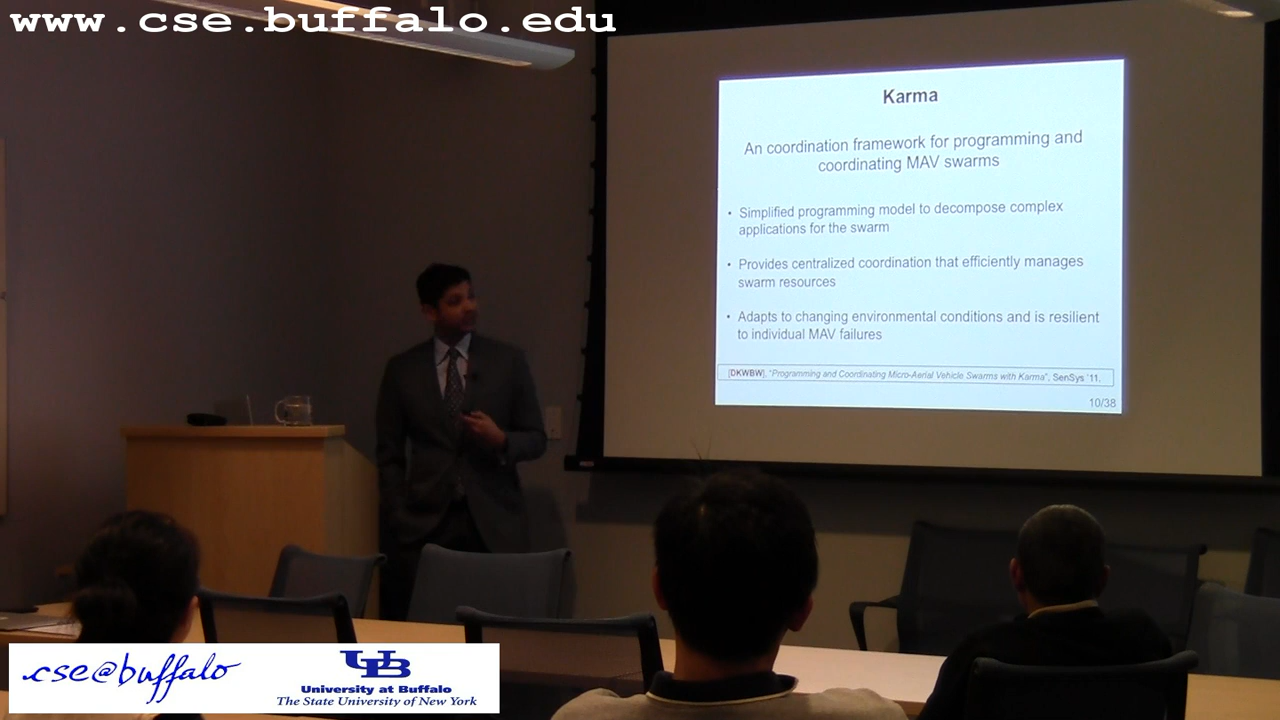 www.cse.buffalo.edu
Karma
An coordination framework for programming and
coordinating MAV swarms
• Simplified programming model to decompose complex
applications for the swarm
• Provides centralized coordination that efficiently manages
swarm resources
• Adapts to changing environmental conditions and is resilient
to individual MAV failures
[DKWBW], "Programming and Coordinating Micro-Aerial Vehicle Swarms with Karma", SenSys '11.
10/38
cse@buffalo
UB
University at Buffalo
The State University of New York